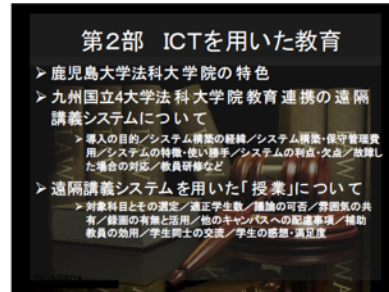 第2部 ICTを用いた教育
➢ 鹿児島大学法科大学院の特色
➢ 九州国立4大学法科大学院教育連携の遠隔
講義システムについて
➢ 導入の目的/システム構築の経緯/システム構築・保守管理費
用/システムの特徴・使い勝手/システムの利点・欠点/故障し
た場合の対応/教員研修など
➢ 遠隔講義システムを用いた「授業」について
➢ 対象科目とその選定/適正学生数/議論の可否/雰囲気の共
有/録画の有無と活用/他のキャンパスへの配慮事項/補助
教員の効用/学生同士の交流/学生の感想・満足度